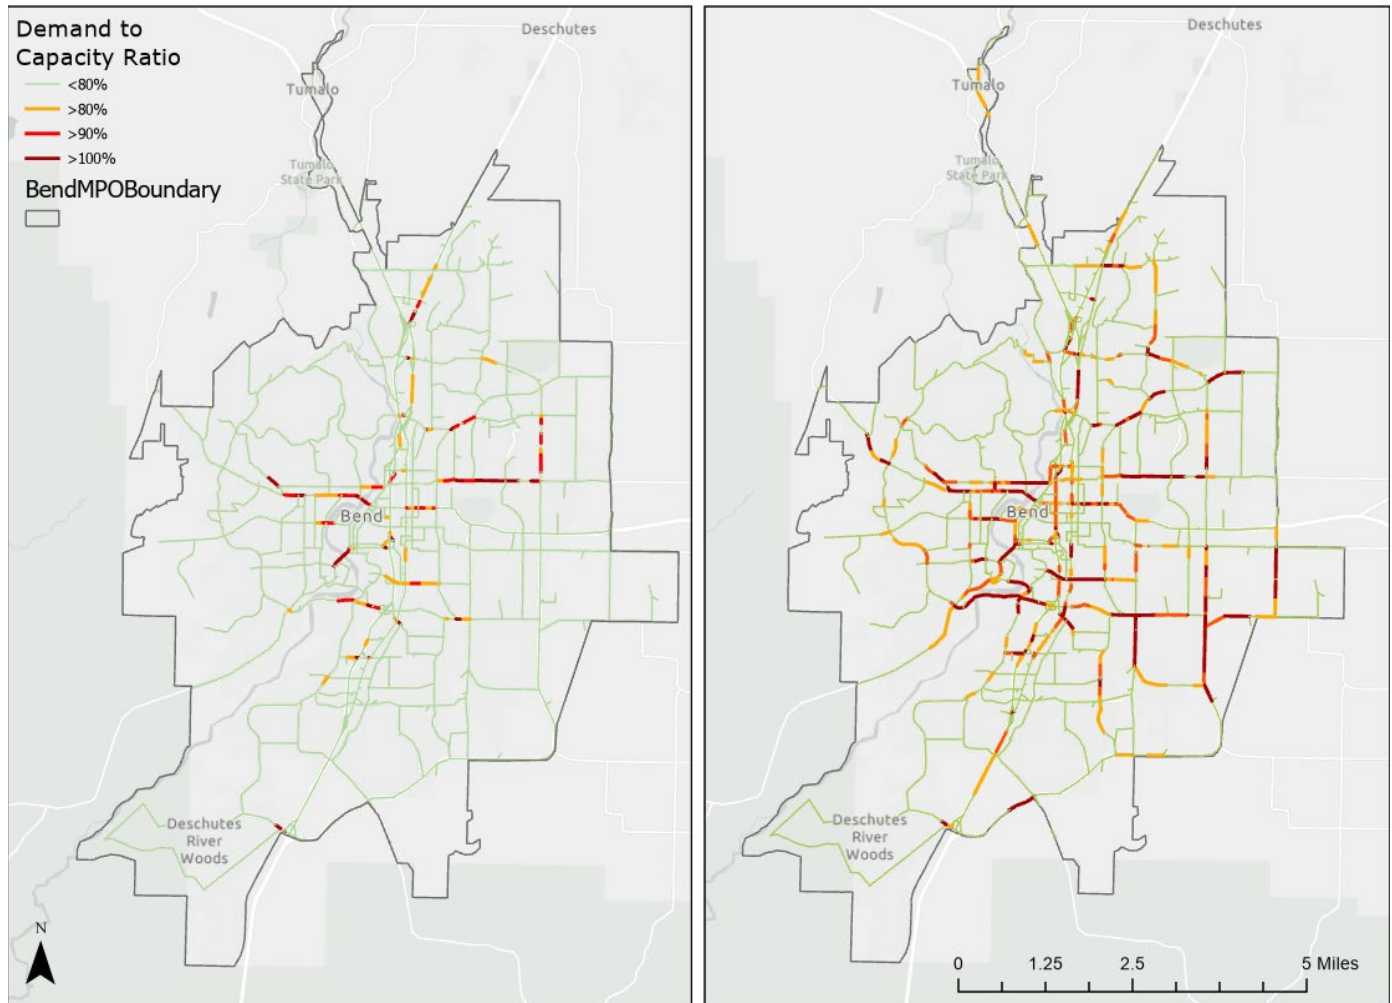 Demand to
Capacity Ratio
<80%
>80%
>90%
>100%
BendMPOBoundary
Deschutes
Tumalo
Tumalo
State Park
Bend
Deschutes
River
Woods
N
Deschutes
Tumalo
Tumalo
State Park
Bend
Deschutes
River
Woods
0 1.25 2.5 5 Miles